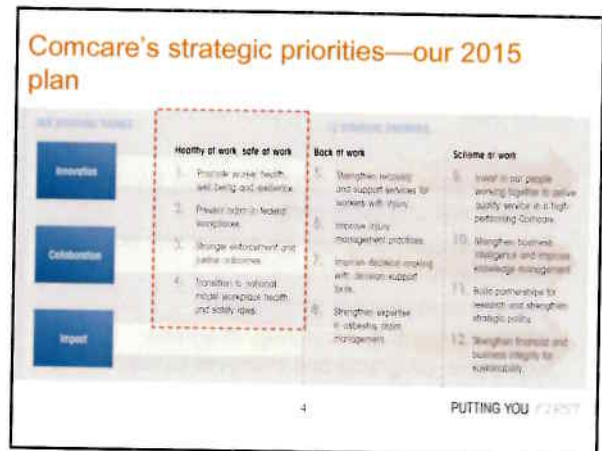 Comcare's strategic priorities—our 2015
plan
12 STRATEGIC PRIORITIES
Innovation
Collaboration
Impact
Healthy at work safe at work
1. Promote worker health,
well-being and resilience.
2. Prevent harm in federal
workplaces.
3. Stronger enforcement and
justice outcomes.
4. Transition to national
model workplace health
and safety laws.
Back at work
5. Strengthen recovery
and support services for
workers with injury.
6. Improve injury
management practices.
7. Improve decision making
with decision support
tools.
8. Strengthen expertise
in asbestos claim
management.
Scheme at work
9. Invest in our people
working together to deliver
quality service in a high-
performing Comcare.
10. Strengthen business
intelligence and improve
knowledge management.
11. Build partnerships for
research and strengthen
strategic policy.
12. Strengthen financial and
business integrity for
sustainability.
4
PUTTING YOU FIRST